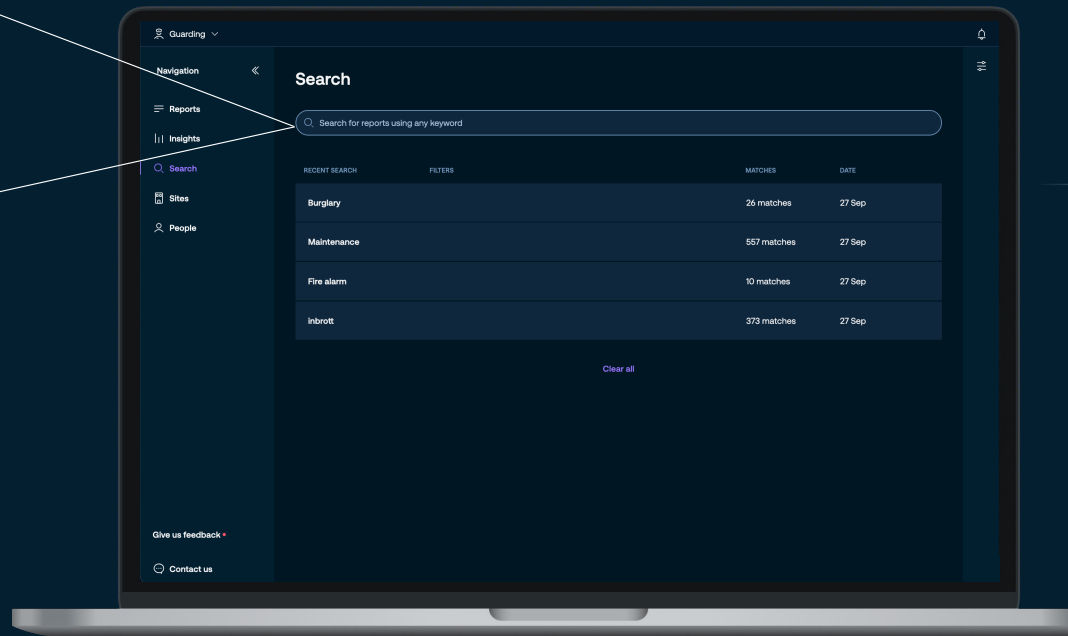 Guarding
Navigation
Reports
Insights
Search
Sites
People
Give us feedback
Contact us
Search
Search for reports using any keyword
RECENT SEARCH FILTERS MATCHES DATE
Burglary 26 matches 27 Sep
Maintenance 557 matches 27 Sep
Fire alarm 10 matches 27 Sep
inbrott 373 matches 27 Sep
Clear all